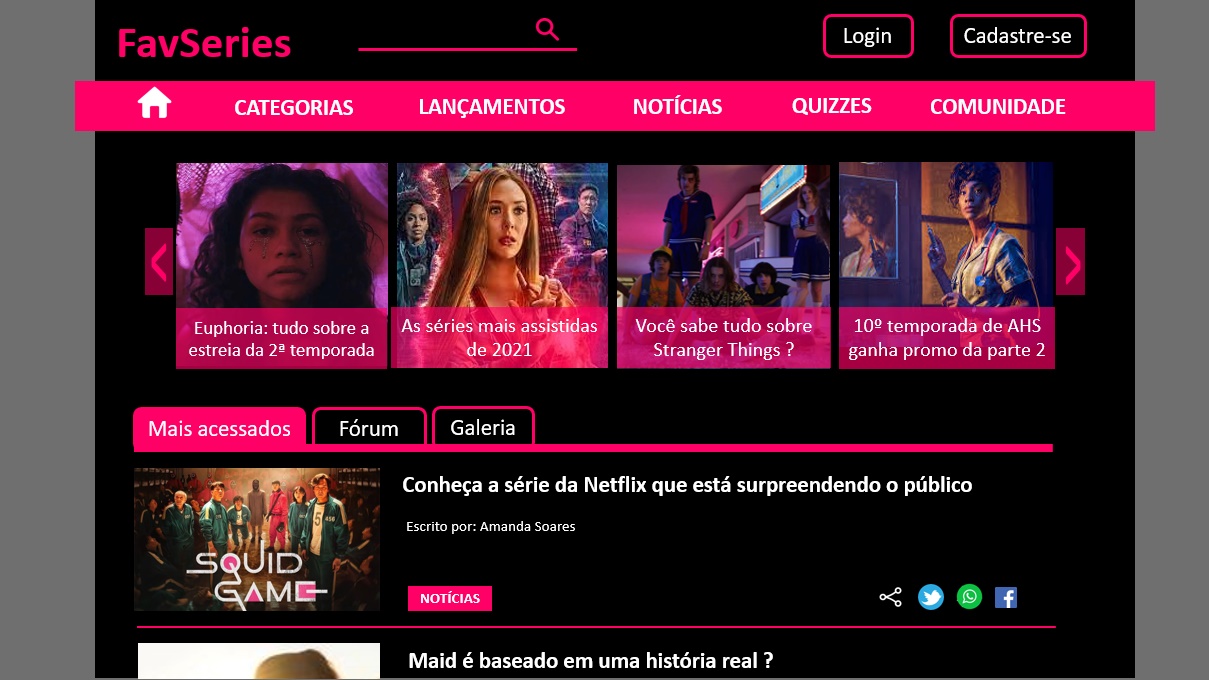 FavSeries
Login
Cadastre-se
CATEGORIAS
LANÇAMENTOS
NOTÍCIAS
QUIZZES
COMUNIDADE
Euphoria: tudo sobre a
estreia da 2ª temporada
As séries mais assistidas
de 2021
Você sabe tudo sobre
Stranger Things ?
10º temporada de AHS
ganha promo da parte 2
Mais acessados
Fórum
Galeria
SQUID
GAME
5
456
Conheça a série da Netflix que está surpreendendo o público
Escrito por: Amanda Soares
NOTÍCIAS
Maid é baseado em uma história real ?